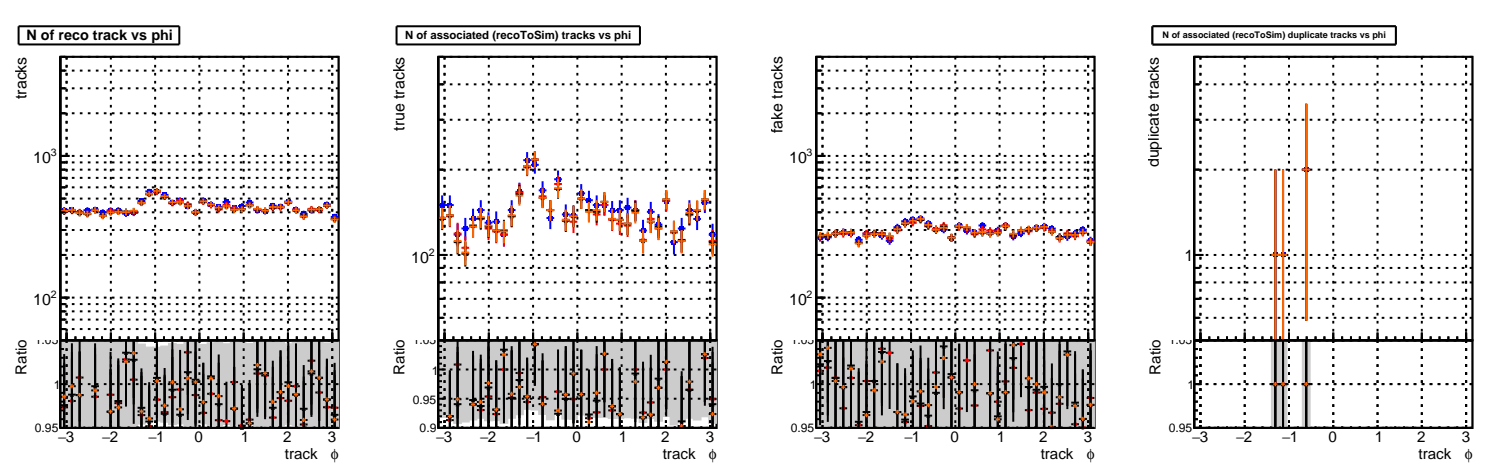 N of reco track vs phi
tracks
10³
10²
Ratio
1
0.95
−3 −2 −1 0 1 2 3
track ϕ
N of associated (recoToSim) tracks vs phi
true tracks
10²
Ratio
1
0.95
0.9
−3 −2 −1 0 1 2 3
track ϕ
fake tracks
10³
10²
Ratio
1
0.95
−3 −2 −1 0 1 2 3
track ϕ
N of associated (recoToSim) duplicate tracks vs phi
duplicate tracks
1
Ratio
1
0.95
−3 −2 −1 0 1 2 3
track ϕ